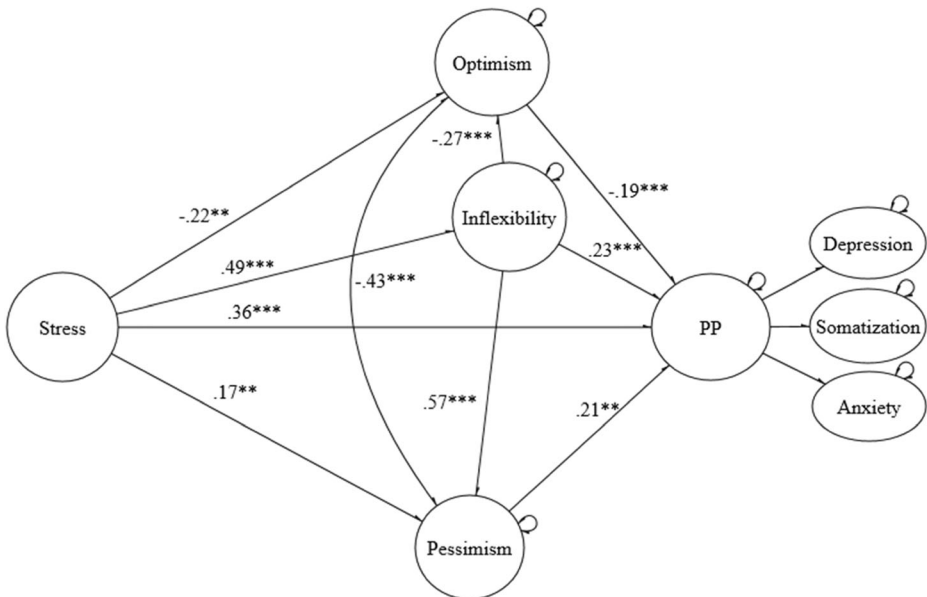 Optimism
-.27***
-.19***
Inflexibility
Depression
-.22**
.23***
.49***
-.43***
.36***
Stress
PP
Somatization
.17**
.57***
.21**
Anxiety
Pessimism